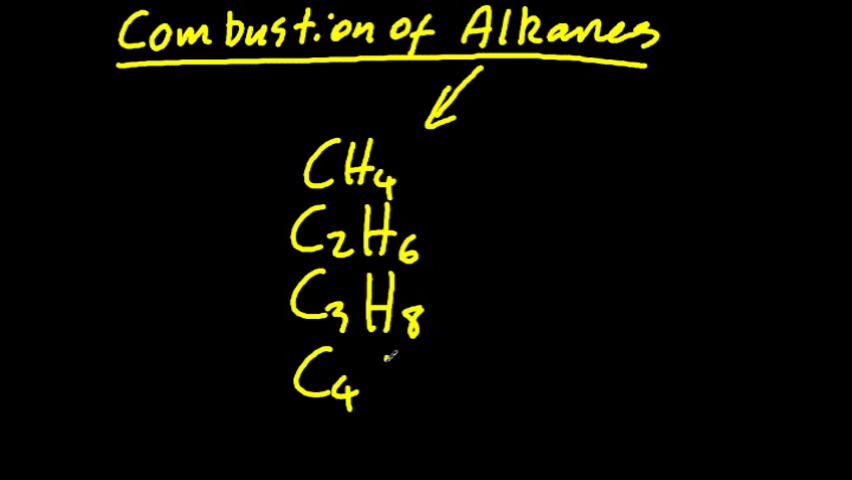 Combustion of Alkanes
CH₄
C₂H₆
C₃H₈
C₄